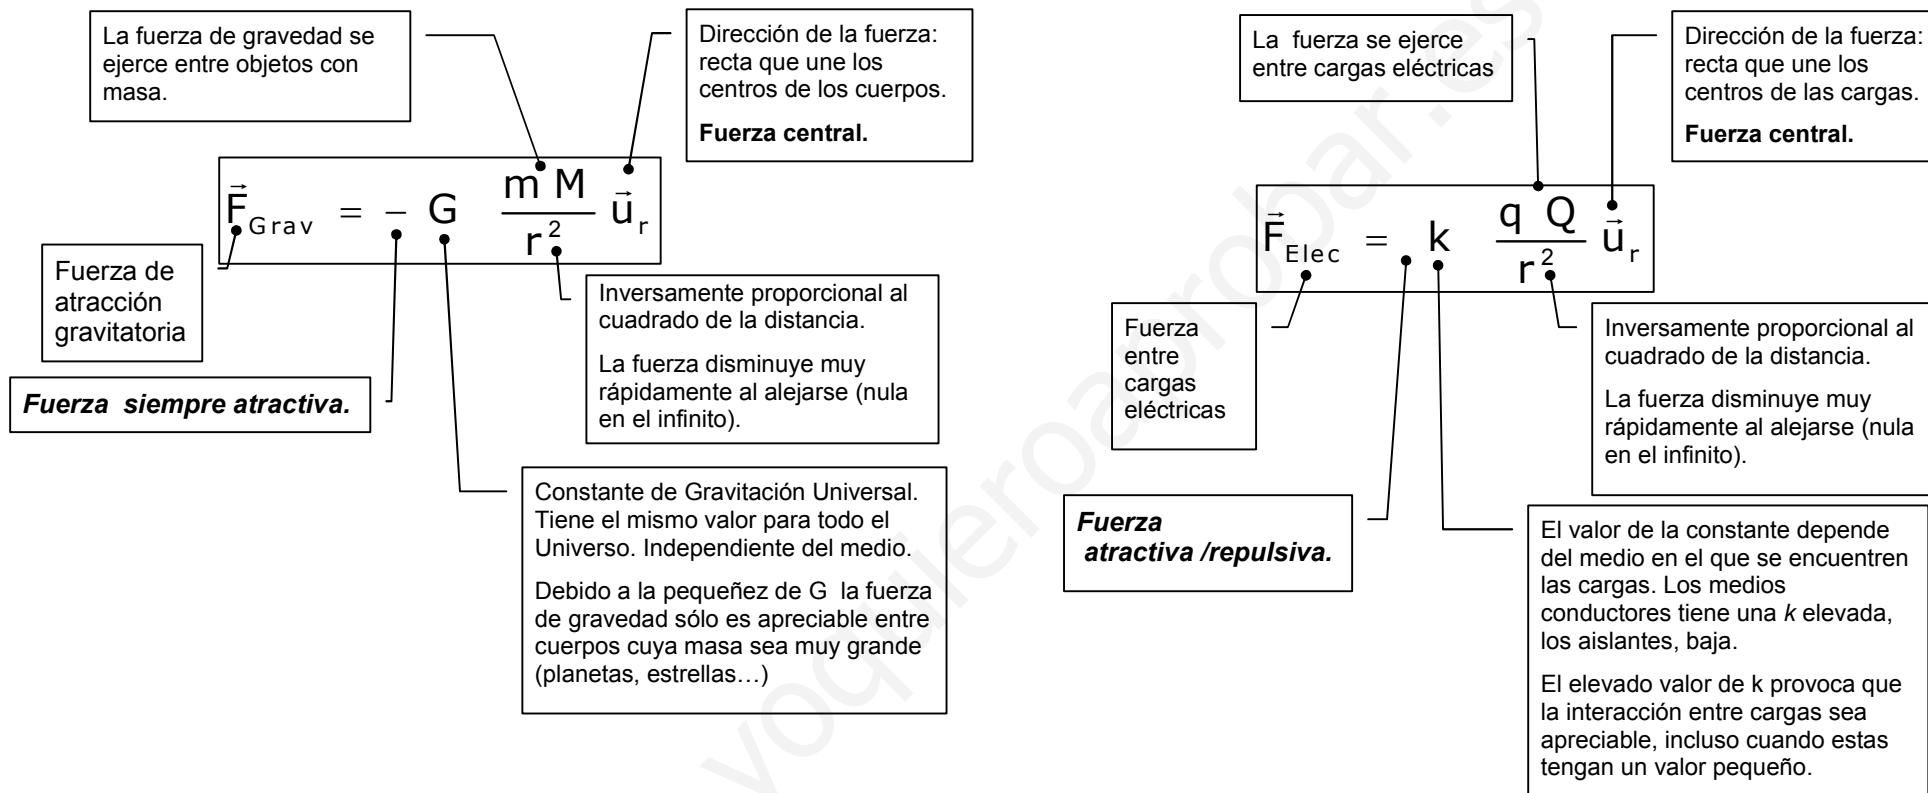 La fuerza de gravedad se
ejerce entre objetos con
masa.
Dirección de la fuerza:
recta que une los
centros de los cuerpos.
Fuerza central.
F⃗Grav = − G m M / r² u⃗r
Fuerza de
atracción
gravitatoria
Fuerza siempre atractiva.
Inversamente proporcional al
cuadrado de la distancia.
La fuerza disminuye muy
rápidamente al alejarse (nula
en el infinito).
Constante de Gravitación Universal.
Tiene el mismo valor para todo el
Universo. Independiente del medio.
Debido a la pequeñez de G la fuerza
de gravedad sólo es apreciable entre
cuerpos cuya masa sea muy grande
(planetas, estrellas…)
La fuerza se ejerce
entre cargas eléctricas
Dirección de la fuerza:
recta que une los
centros de las cargas.
Fuerza central.
F⃗Elec = k q Q / r² u⃗r
Fuerza
entre
cargas
eléctricas
Fuerza
atractiva /repulsiva.
Inversamente proporcional al
cuadrado de la distancia.
La fuerza disminuye muy
rápidamente al alejarse (nula
en el infinito).
El valor de la constante depende
del medio en el que se encuentren
las cargas. Los medios
conductores tiene una k elevada,
los aislantes, baja.
El elevado valor de k provoca que
la interacción entre cargas sea
apreciable, incluso cuando estas
tengan un valor pequeño.
yoquieroaprobar.es